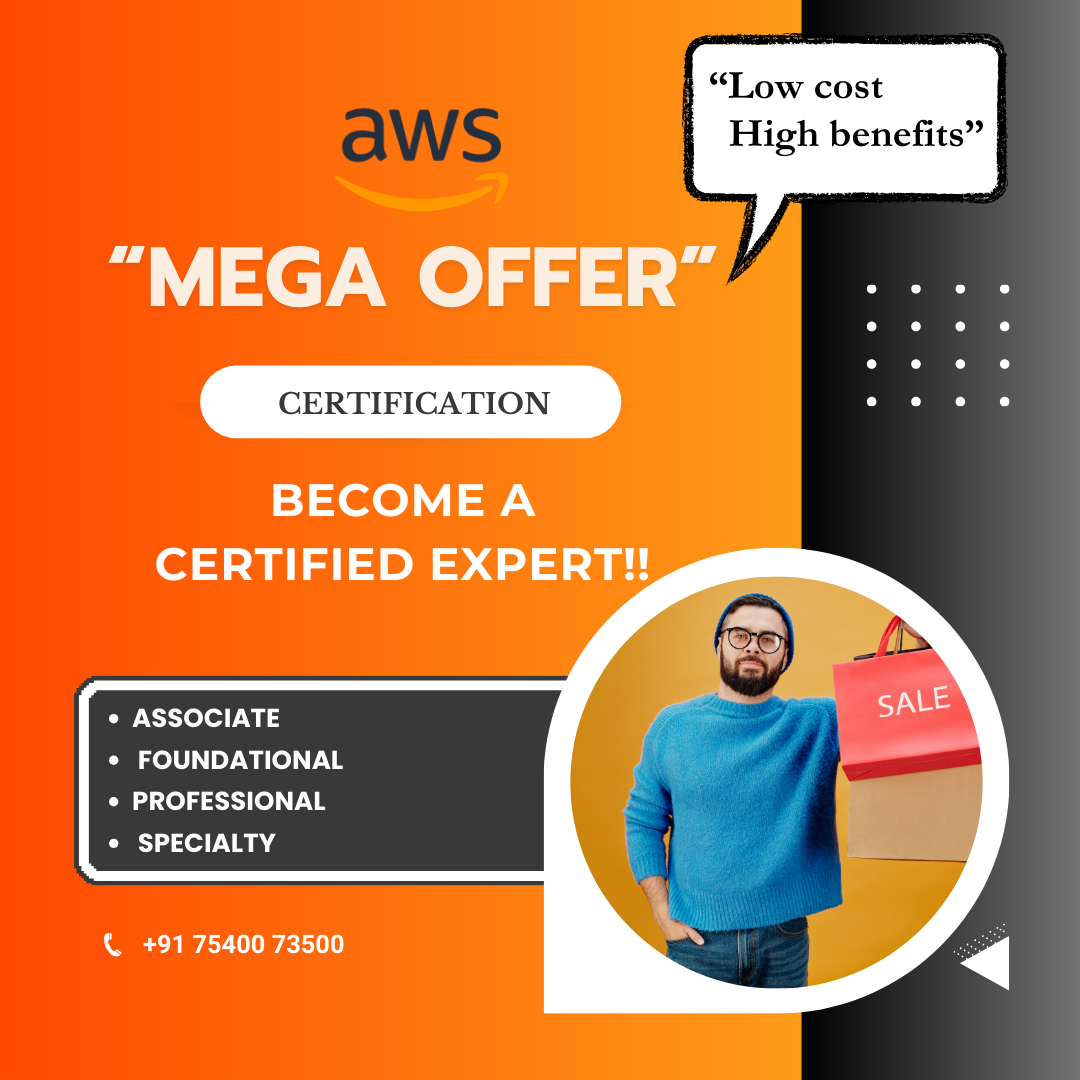 “Low cost
High benefits”
aws
“MEGA OFFER”
CERTIFICATION
BECOME A
CERTIFIED EXPERT!!
SALE
• ASSOCIATE
• FOUNDATIONAL
• PROFESSIONAL
• SPECIALTY
+91 75400 73500